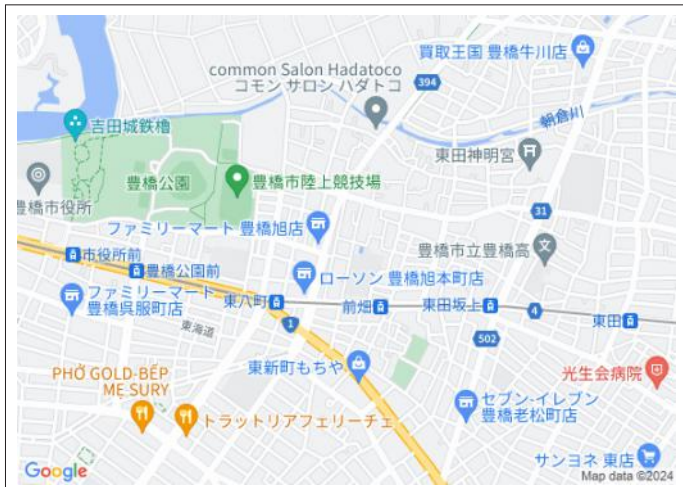 買取王国 豊橋牛川店
common Salon Hadatoco
コモン サロン ハダトコ
394
朝倉川
吉田城鉄櫓
東田神明宮
豊橋公園
豊橋市陸上競技場
豊橋市役所
31
ファミリーマート 豊橋旭店
豊橋市立豊橋高
市役所前
豊橋公園前
ローソン 豊橋旭本町店
ファミリーマート
豊橋呉服町店
東八町
前畑
東田坂上
4
東田
1
東海道
502
東新町もちや
光生会病院
PHỞ GOLD-BẾP
MẸ SURY
セブン-イレブン
豊橋老松町店
トラットリアフェリーチェ
サンヨネ 東店
Google
Map data ©2024